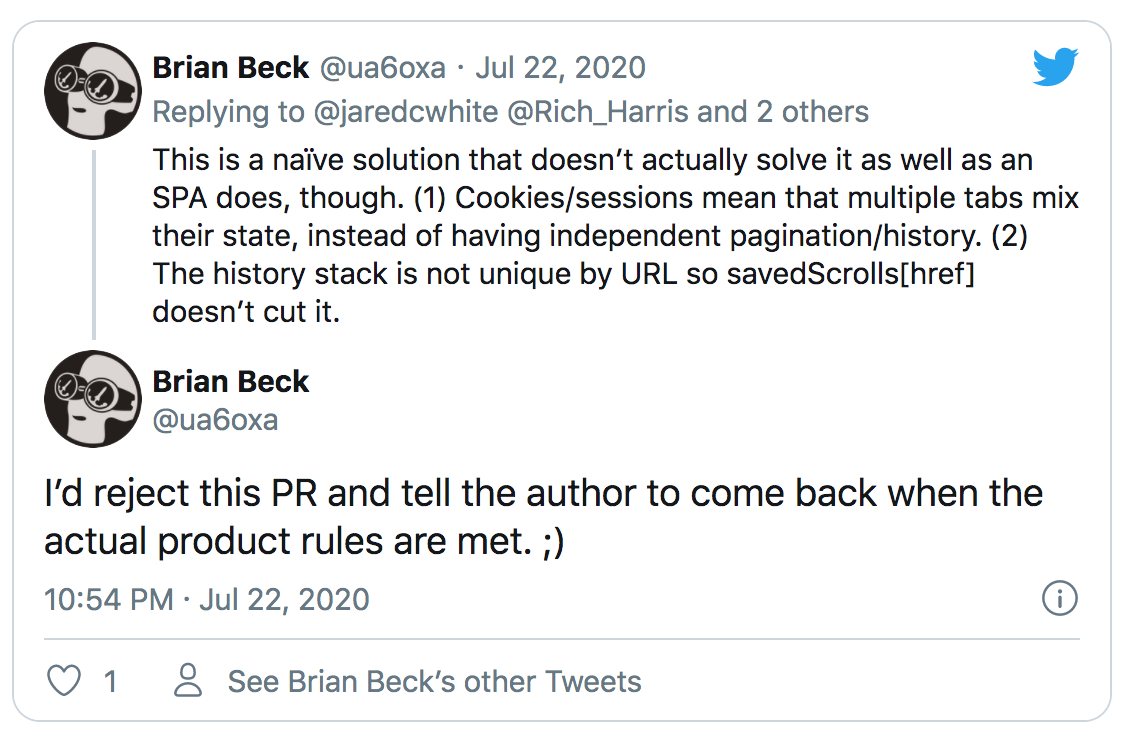 Brian Beck @ua6oxa · Jul 22, 2020
Replying to @jaredcwhite @Rich_Harris and 2 others
This is a naïve solution that doesn’t actually solve it as well as an
SPA does, though. (1) Cookies/sessions mean that multiple tabs mix
their state, instead of having independent pagination/history. (2)
The history stack is not unique by URL so savedScrolls[href]
doesn’t cut it.
Brian Beck
@ua6oxa
I’d reject this PR and tell the author to come back when the
actual product rules are met. ;)
10:54 PM · Jul 22, 2020
1 See Brian Beck’s other Tweets